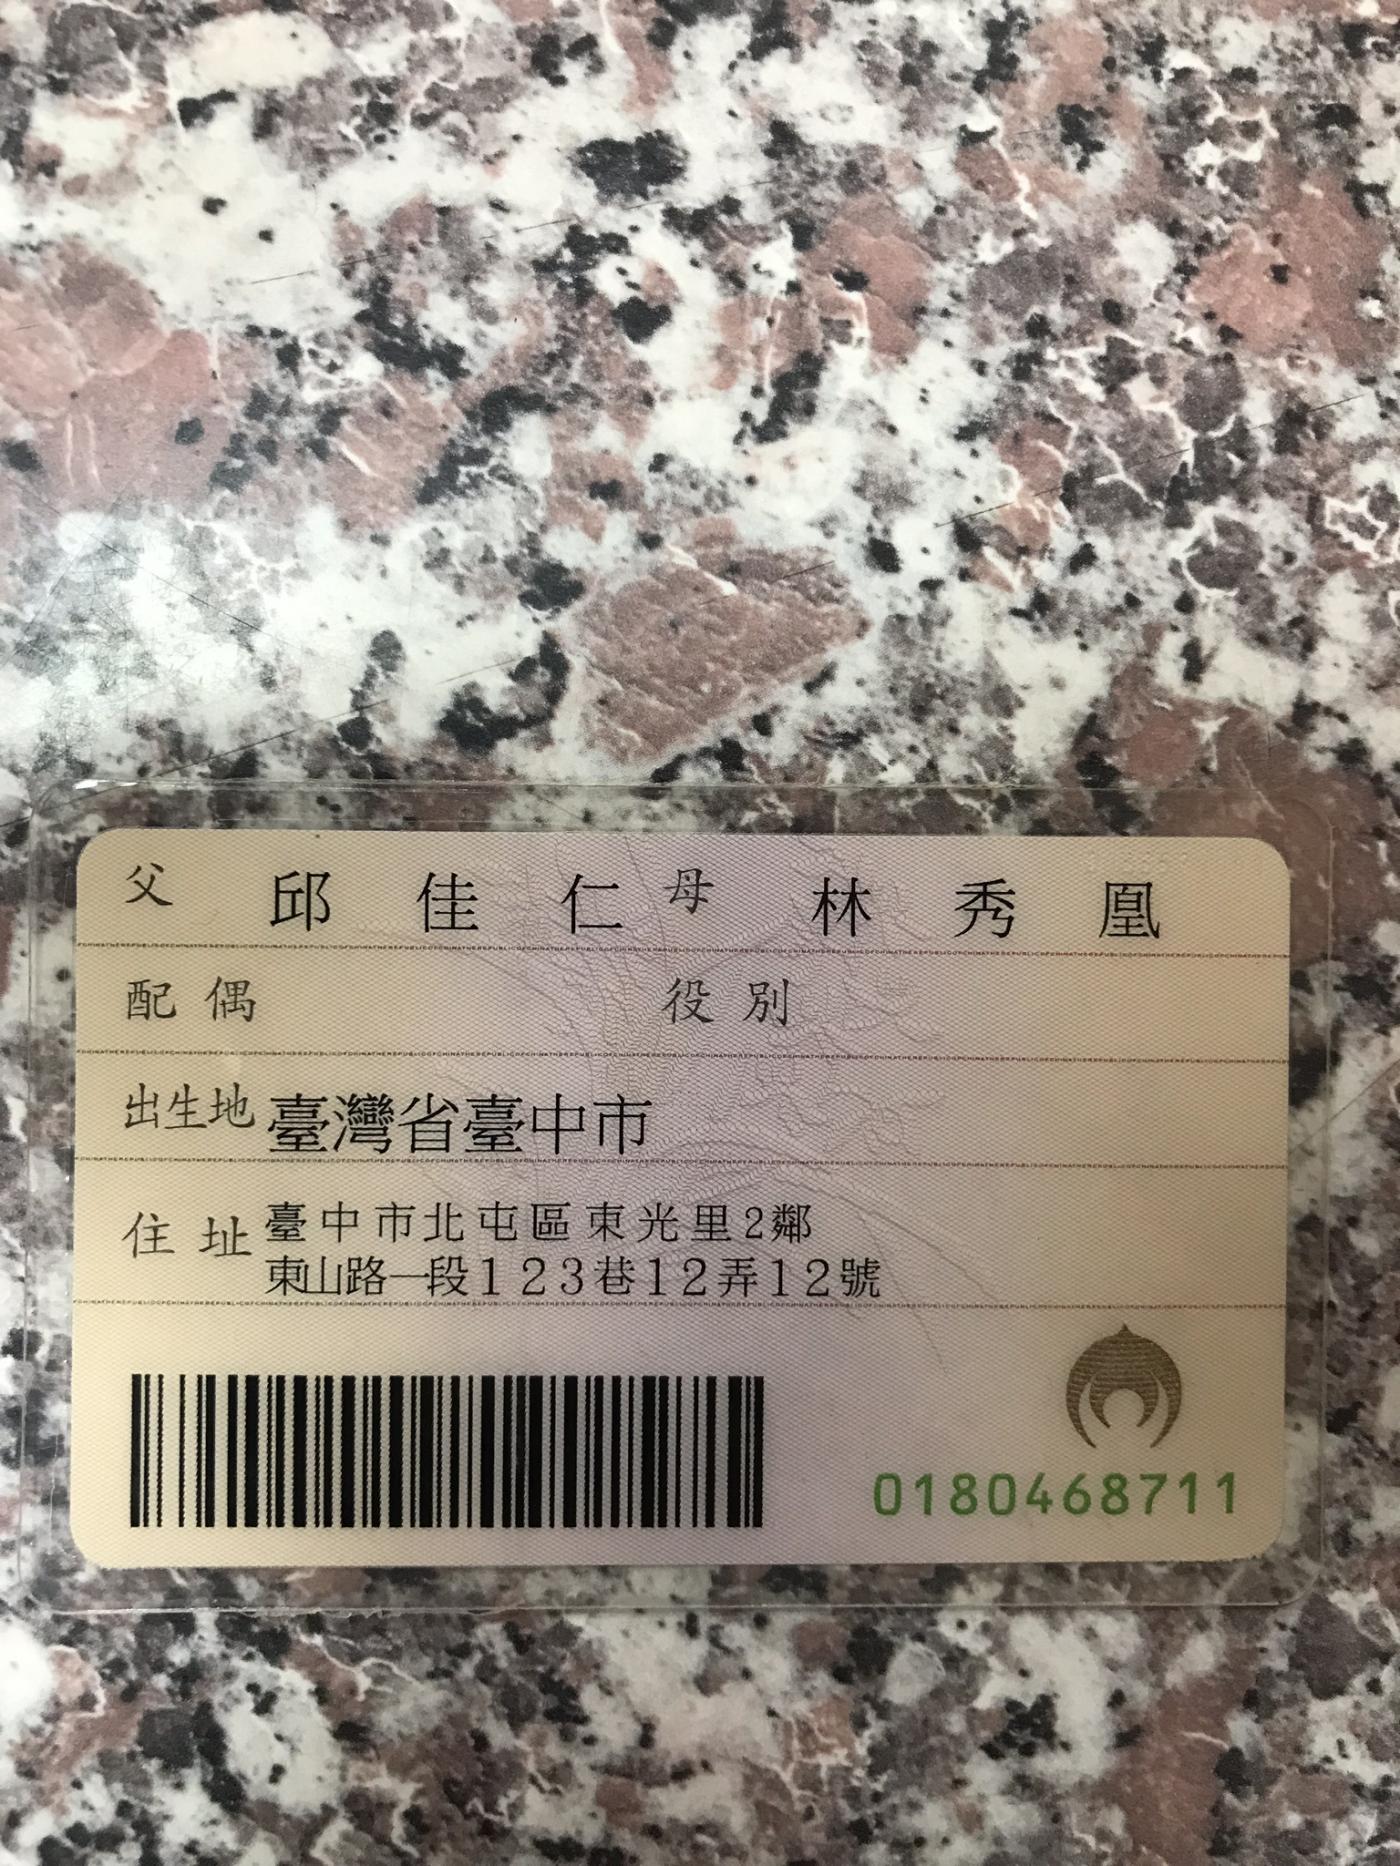 父 邱佳仁 母 林秀凰
配偶 役別
出生地 臺灣省臺中市
住址 臺中市北屯區東光里2鄰
東山路一段123巷12弄12號
0180468711